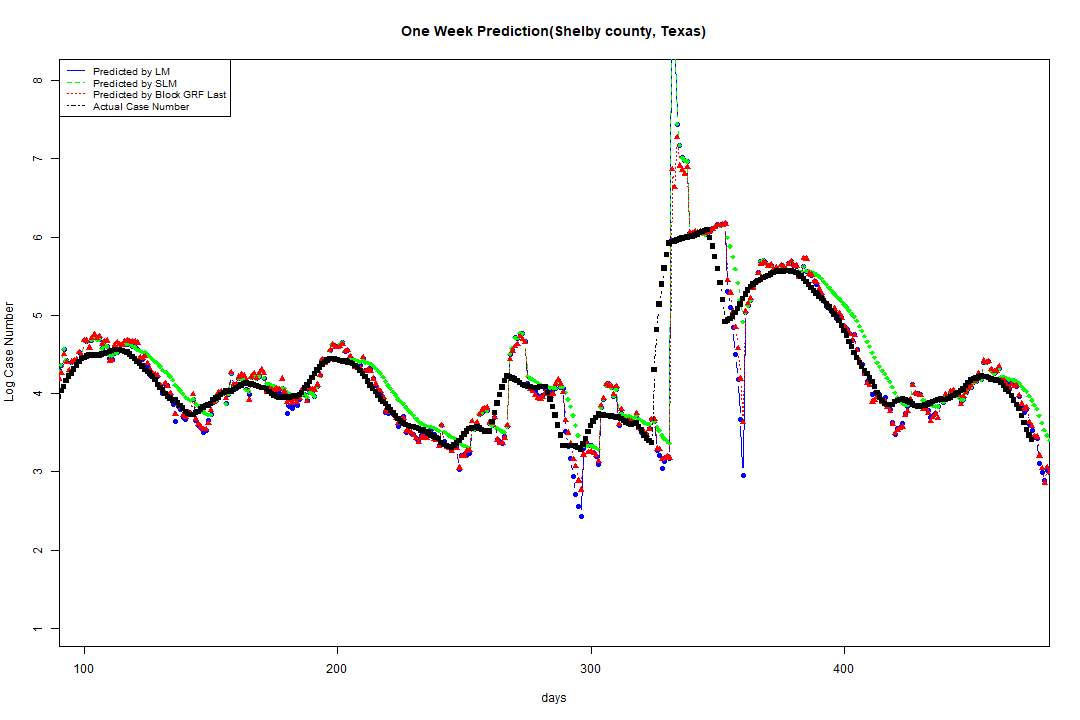 One Week Prediction(Shelby county, Texas)
Predicted by LM
Predicted by SLM
Predicted by Block GRF Last
Actual Case Number
8
7
6
5
4
3
2
1
Log Case Number
100 200 300 400
days